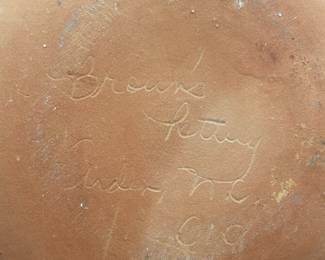 Brown's
Pottery
Arden, N.C.